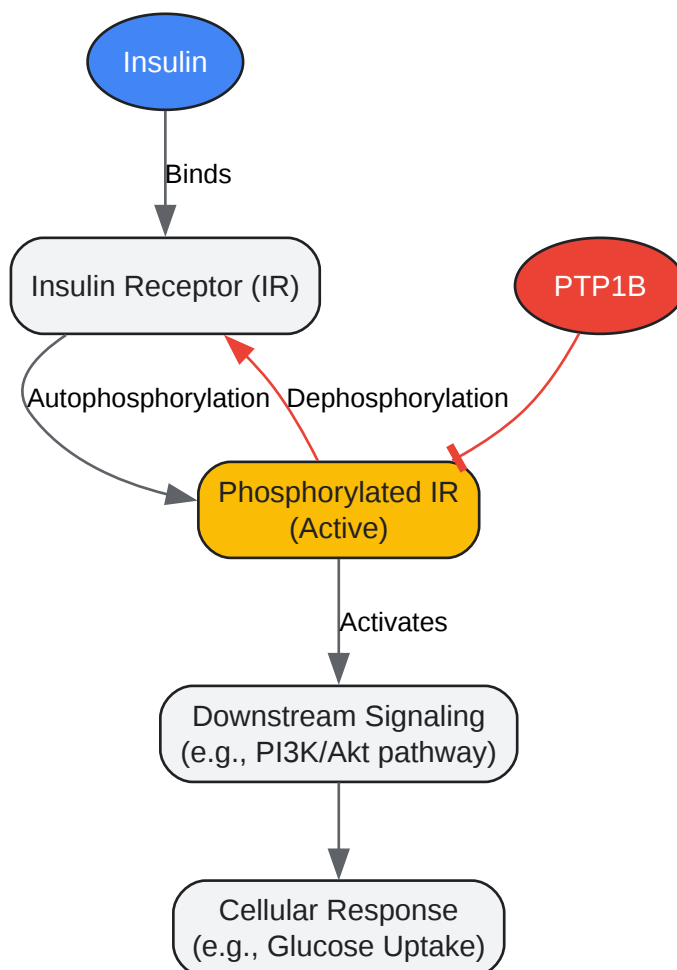 Insulin
Binds
Insulin Receptor (IR)
PTP1B
Autophosphorylation
Dephosphorylation
Phosphorylated IR
(Active)
Activates
Downstream Signaling
(e.g., PI3K/Akt pathway)
Cellular Response
(e.g., Glucose Uptake)